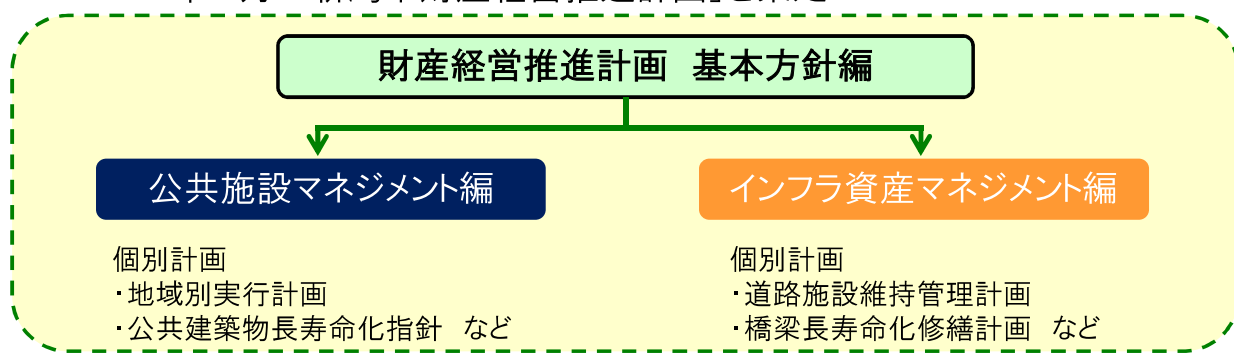 財産経営推進計画　基本方針編
公共施設マネジメント編
インフラ資産マネジメント編
個別計画
・地域別実行計画
・公共建築物長寿命化指針　など
個別計画
・道路施設維持管理計画
・橋梁長寿命化修繕計画　など